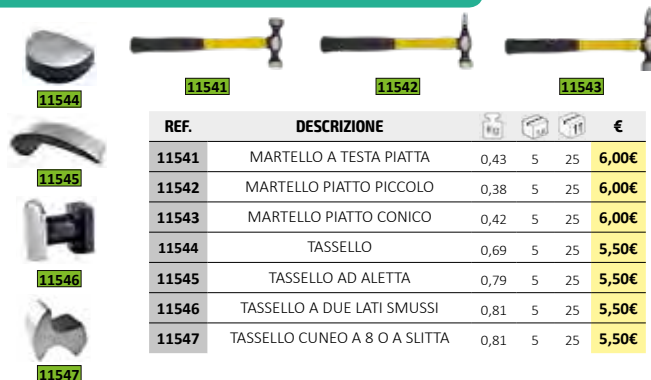 11541
11542
11543
11544
11545
11546
11547
REF. DESCRIZIONE Kg €
11541 MARTELLO A TESTA PIATTA 0,43 5 25 6,00€
11542 MARTELLO PIATTO PICCOLO 0,38 5 25 6,00€
11543 MARTELLO PIATTO CONICO 0,42 5 25 6,00€
11544 TASSELLO 0,69 5 25 5,50€
11545 TASSELLO AD ALETTA 0,79 5 25 5,50€
11546 TASSELLO A DUE LATI SMUSSI 0,81 5 25 5,50€
11547 TASSELLO CUNEO A 8 O A SLITTA 0,81 5 25 5,50€